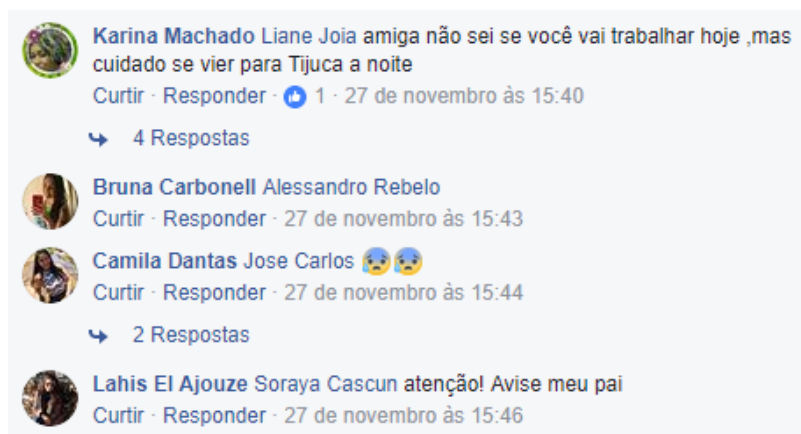 Karina Machado Liane Joia amiga não sei se você vai trabalhar hoje ,mas
cuidado se vier para Tijuca a noite
Curtir · Responder · 1 · 27 de novembro às 15:40
4 Respostas
Bruna Carbonell Alessandro Rebelo
Curtir · Responder · 27 de novembro às 15:43
Camila Dantas Jose Carlos 😰😰
Curtir · Responder · 27 de novembro às 15:44
2 Respostas
Lahis El Ajouze Soraya Cascun atenção! Avise meu pai
Curtir · Responder · 27 de novembro às 15:46